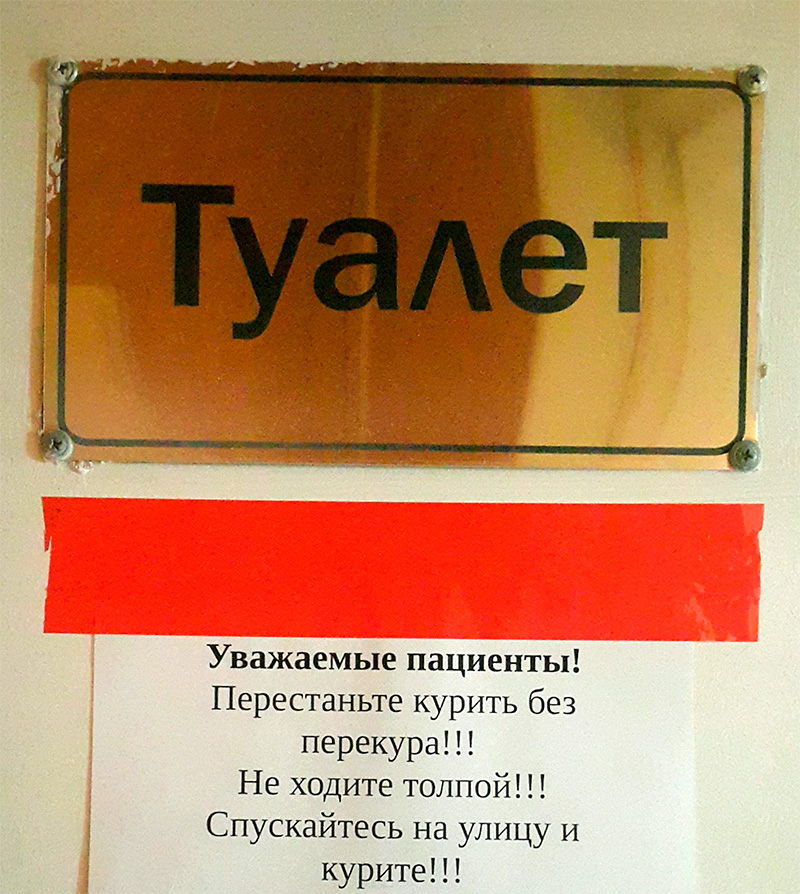 Туалет
Уважаемые пациенты!
Перестаньте курить без
перекура!!!
Не ходите толпой!!!
Спускайтесь на улицу и
курите!!!